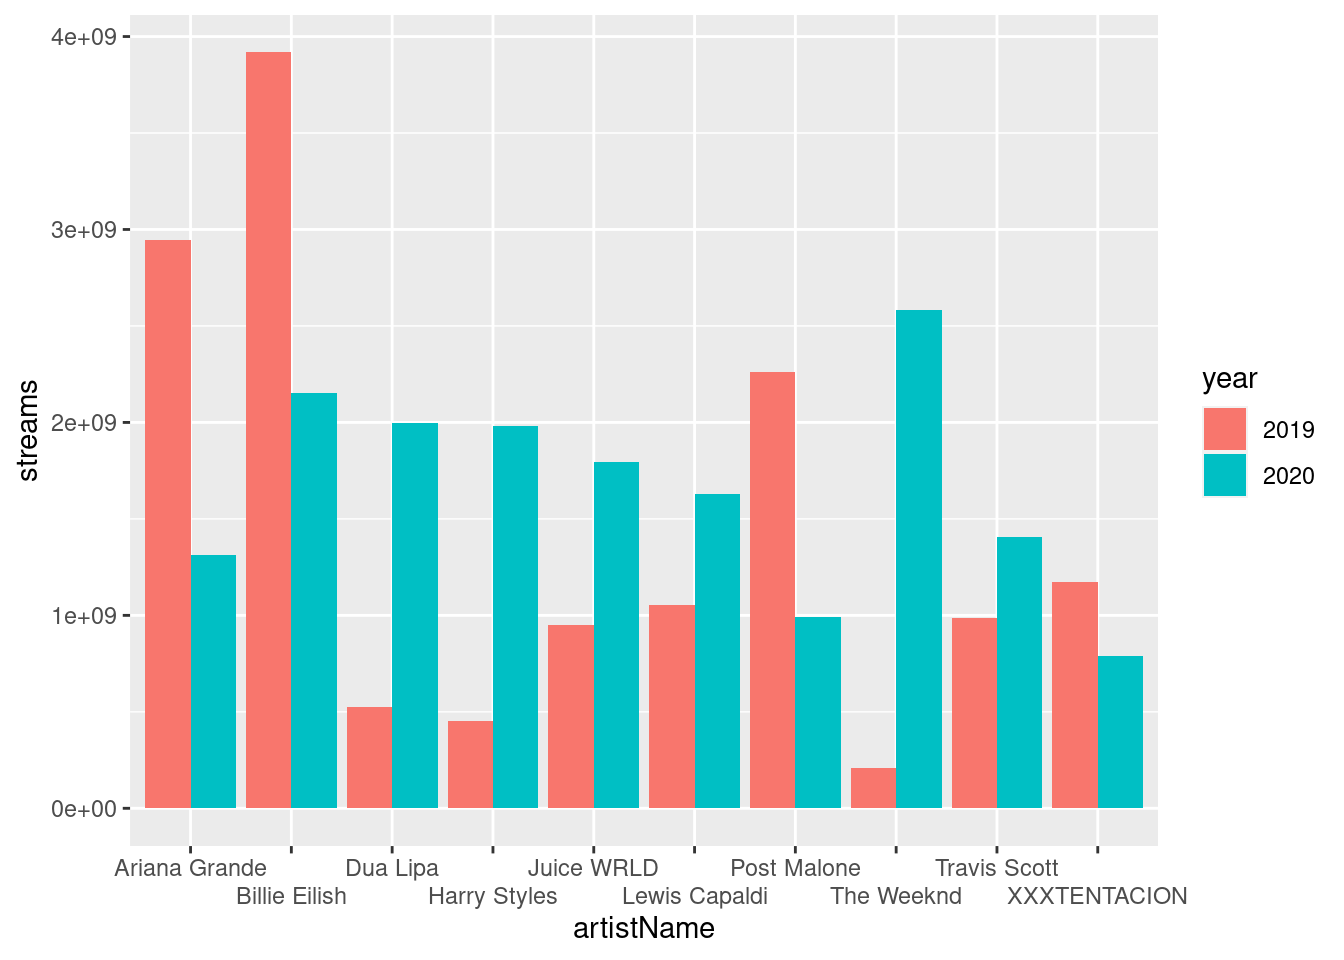 4e+09
3e+09
2e+09
1e+09
0e+00
streams
Ariana Grande
Billie Eilish
Dua Lipa
Harry Styles
Juice WRLD
Lewis Capaldi
Post Malone
The Weeknd
Travis Scott
XXXTENTACION
artistName
year
2019
2020